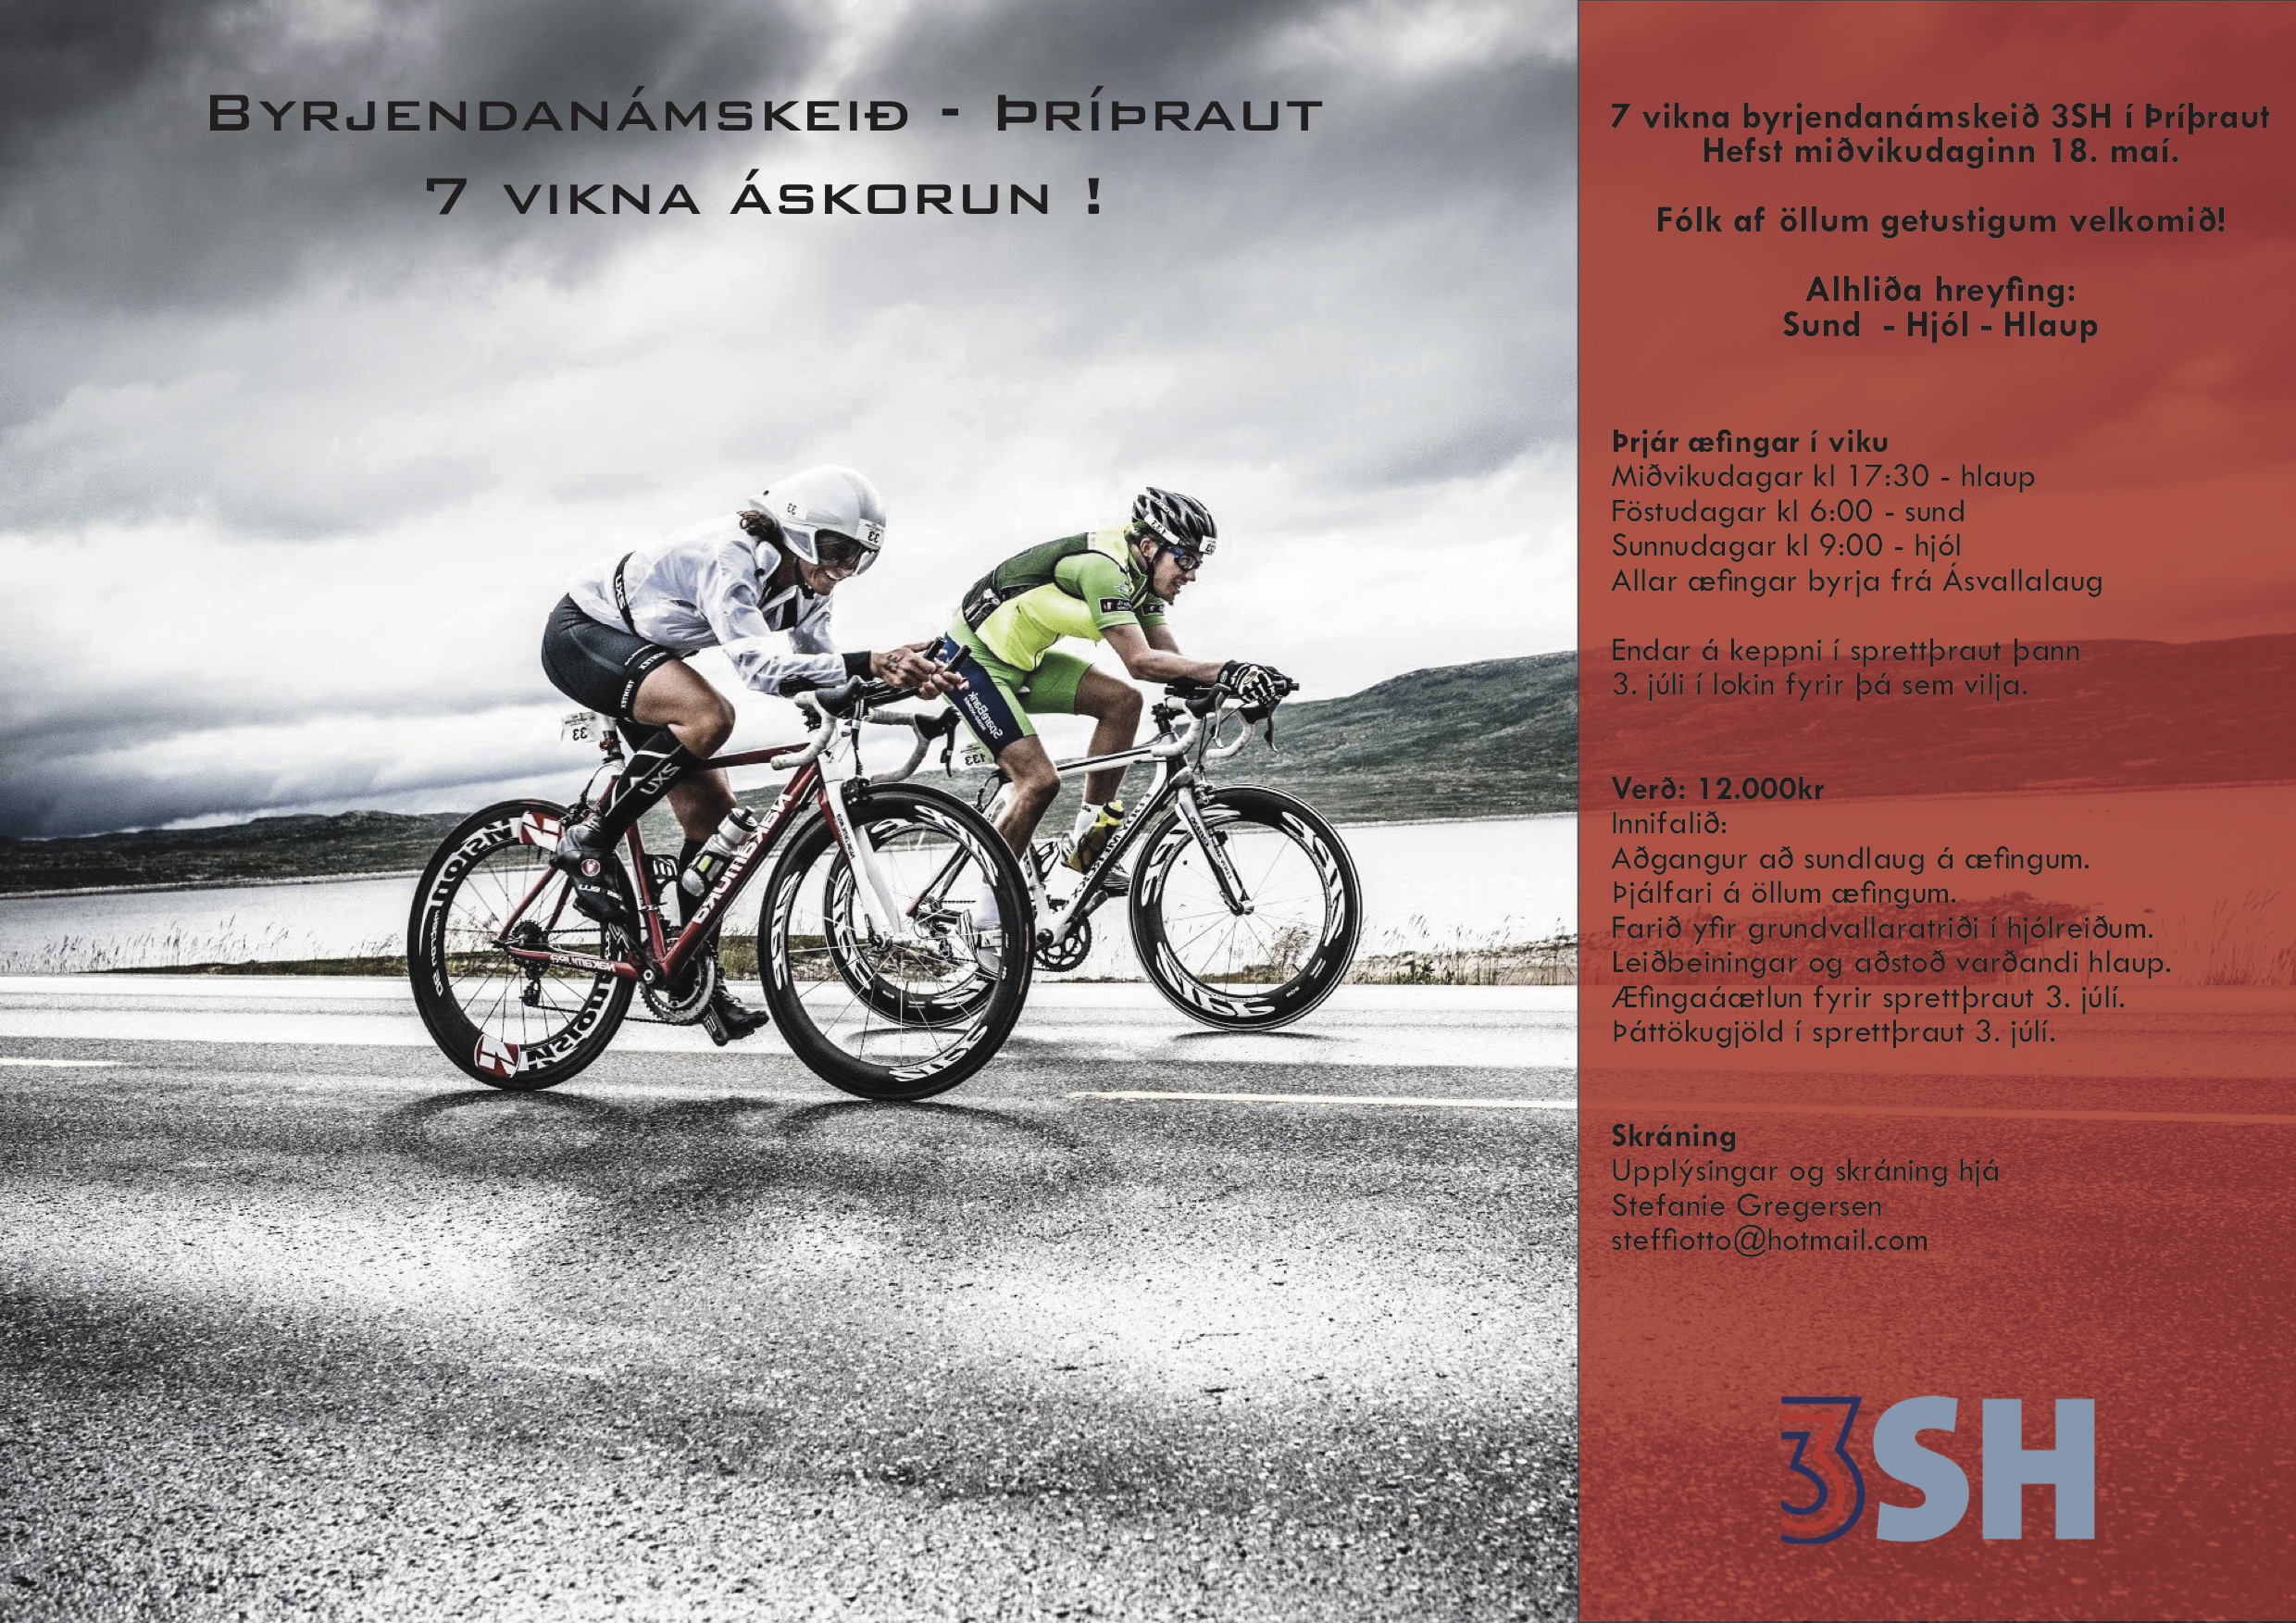 BYRJENDANÁMSKEIÐ - ÞRÍÞRAUT
7 VIKNA ÁSKORUN !
7 vikna byrjendanámskeið 3SH í Þríþraut
Hefst miðvikudaginn 18. maí.
Fólk af öllum getustigum velkomið!
Alhliða hreyfing:
Sund - Hjól - Hlaup
Þrjár æfingar í viku
Miðvikudagar kl 17:30 - hlaup
Föstudagar kl 6:00 - sund
Sunnudagar kl 9:00 - hjól
Allar æfingar byrja frá Ásvallalaug
Endar á keppni í sprettþraut þann
3. júli í lokin fyrir þá sem vilja.
Verð: 12.000kr
Innifalið:
Aðgangur að sundlaug á æfingum.
Þjálfari á öllum æfingum.
Farið yfir grundvallaratriði í hjólreiðum.
Leiðbeiningar og aðstoð varðandi hlaup.
Æfingaáætlun fyrir sprettþraut 3. júlí.
Þáttökugjöld í sprettþraut 3. júlí.
Skráning
Upplýsingar og skráning hjá
Stefanie Gregersen
steffiotto@hotmail.com
3SH